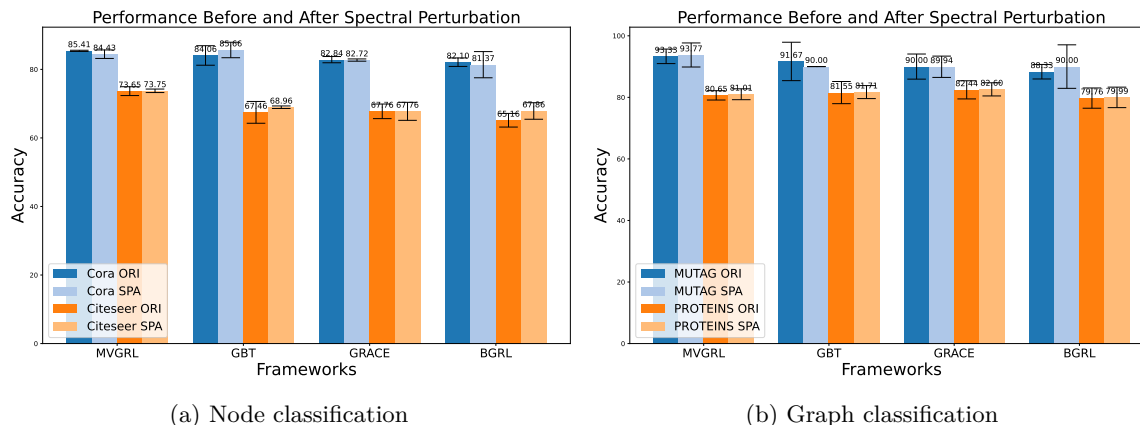 Performance Before and After Spectral Perturbation
Accuracy
80
60
40
20
0
85.41
84.43
73.65
73.75
84.06
85.66
67.46
68.96
82.84
82.72
67.76
67.76
82.10
81.37
65.16
67.86
Cora ORI
Cora SPA
Citeseer ORI
Citeseer SPA
MVGRL
GBT
GRACE
BGRL
Frameworks
(a) Node classification
Performance Before and After Spectral Perturbation
Accuracy
100
80
60
40
20
0
93.33
93.77
80.65
81.01
91.67
90.00
81.55
81.71
90.00
89.94
82.44
82.60
88.33
90.00
79.76
79.99
MUTAG ORI
MUTAG SPA
PROTEINS ORI
PROTEINS SPA
MVGRL
GBT
GRACE
BGRL
Frameworks
(b) Graph classification